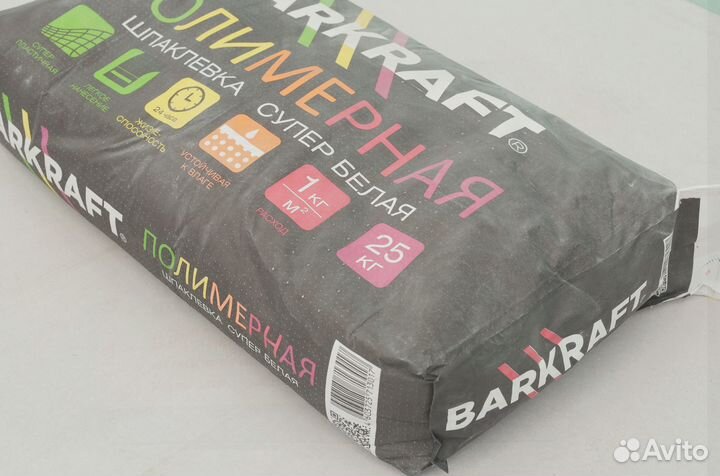 BARKRAFT®
ПОЛИМЕРНАЯ
ШПАКЛЕВКА СУПЕР БЕЛАЯ
СУПЕР
ПЛАСТИЧНАЯ
ЛЕГКОЕ
НАНЕСЕНИЕ
24 часа
ЖИЗНЕ-
СПОСОБНОСТЬ
УСТОЙЧИВАЯ
К ВЛАГЕ
1 КГ
М²
РАСХОД
25
КГ
BARKRAFT®
ПОЛИМЕРНАЯ
ШПАКЛЕВКА СУПЕР БЕЛАЯ
BARKRAFT
Avito